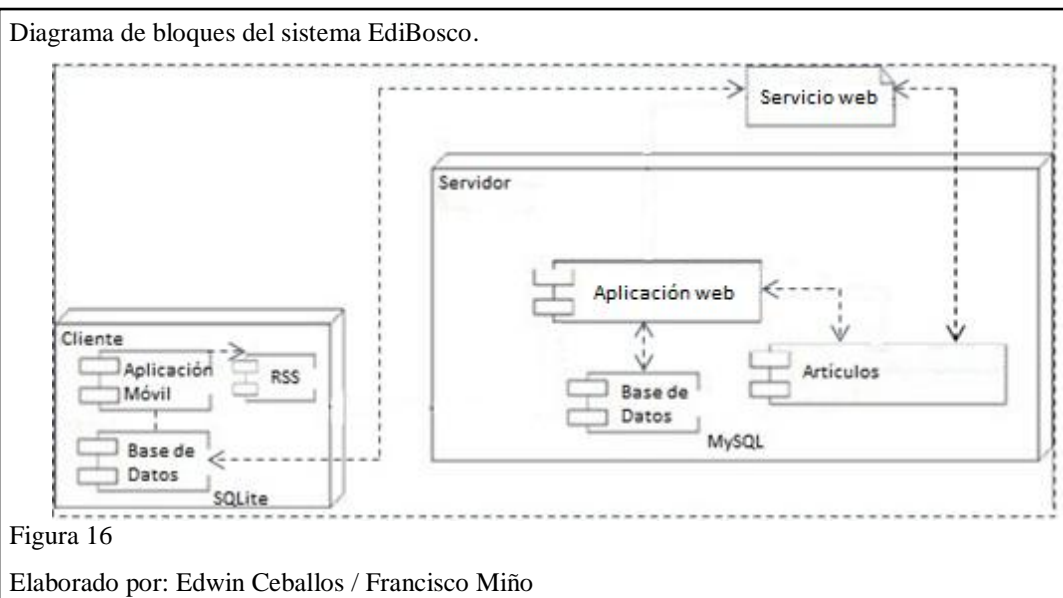 Diagrama de bloques del sistema EdiBosco.
Servicio web
Servidor
Aplicación web
Artículos
Base de
Datos
MySQL
Cliente
Aplicación
Móvil
RSS
Base de
Datos
SQLite
Figura 16
Elaborado por: Edwin Ceballos / Francisco Miño